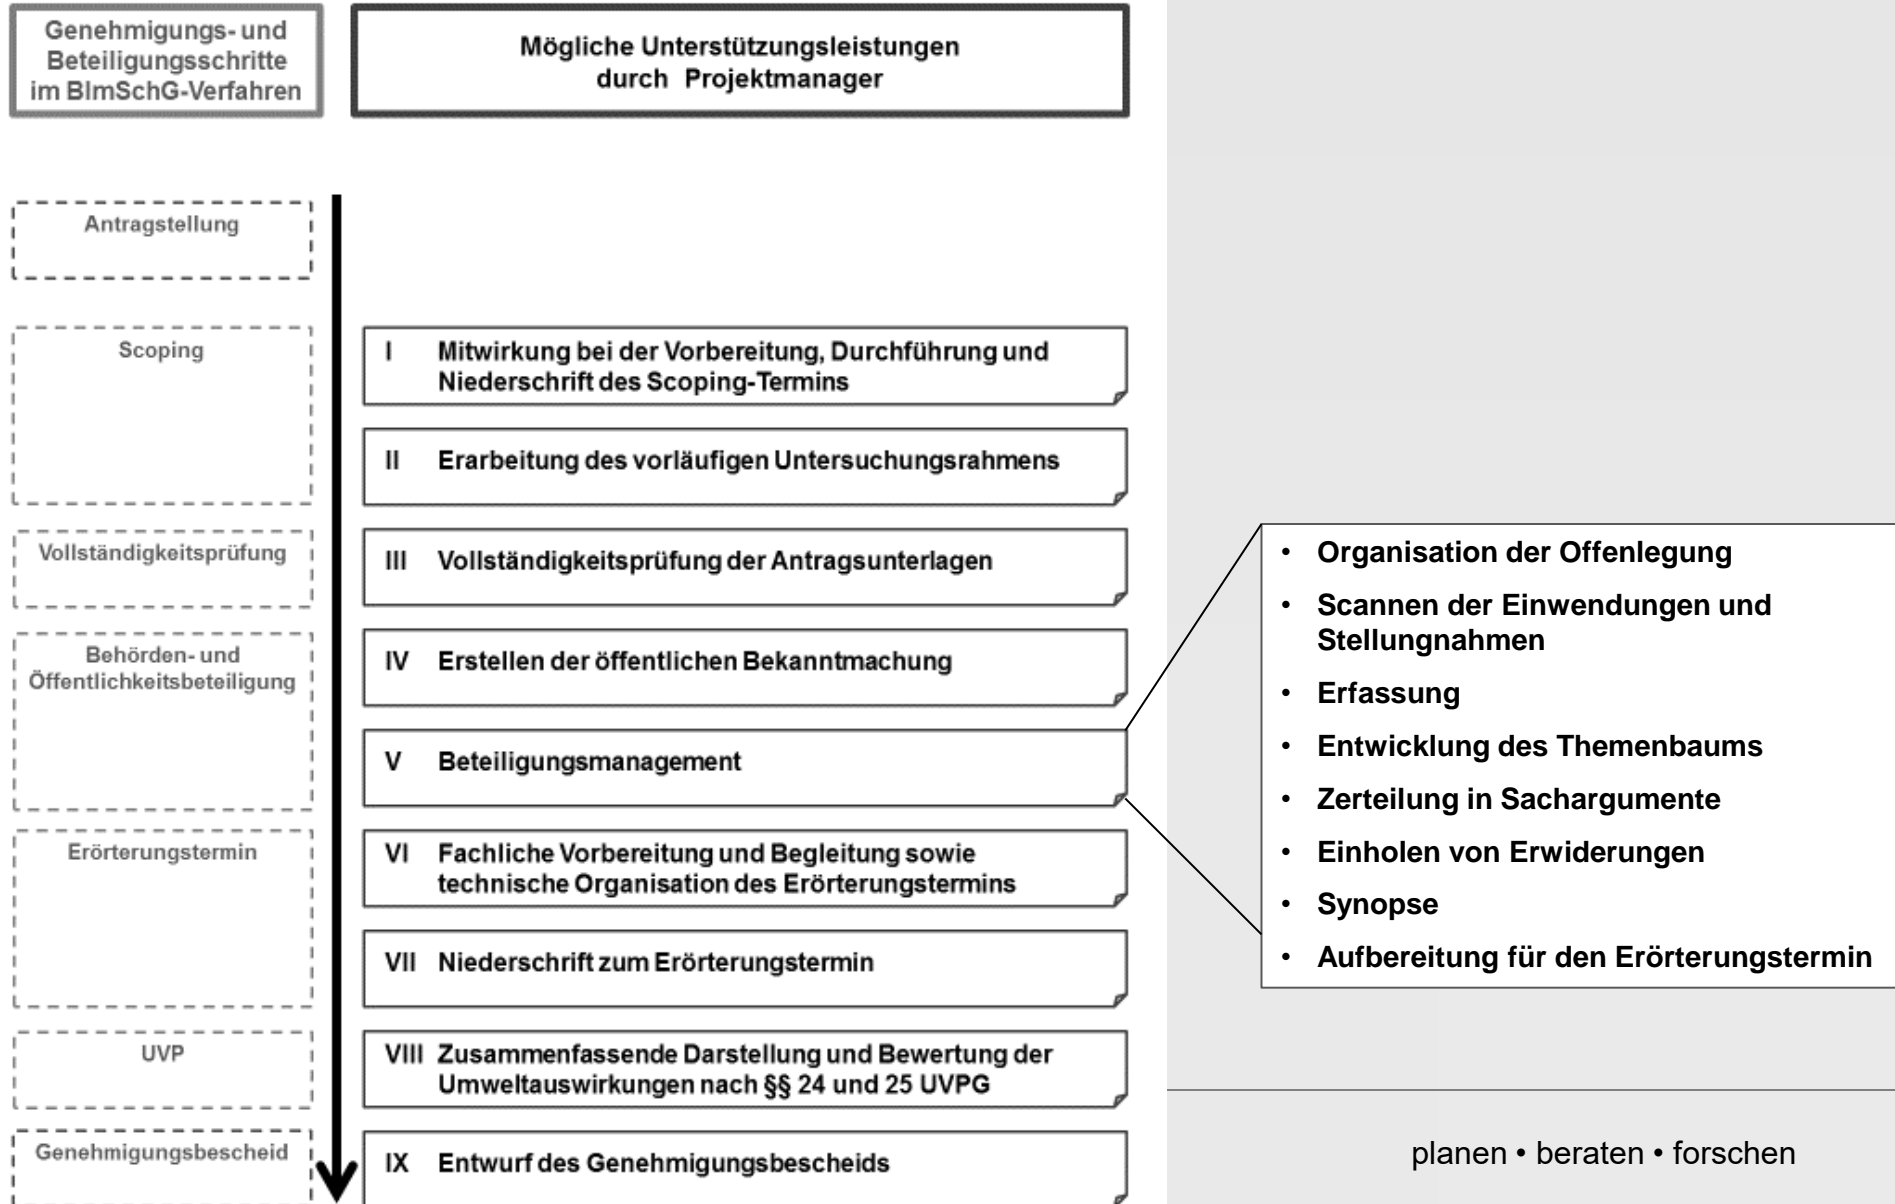 Genehmigungs- und
Beteiligungsschritte
im BImSchG-Verfahren
Mögliche Unterstützungsleistungen
durch Projektmanager
Antragstellung
Scoping
I Mitwirkung bei der Vorbereitung, Durchführung und
Niederschrift des Scoping-Termins
II Erarbeitung des vorläufigen Untersuchungsrahmens
Vollständigkeitsprüfung
III Vollständigkeitsprüfung der Antragsunterlagen
Behörden- und
Öffentlichkeitsbeteiligung
IV Erstellen der öffentlichen Bekanntmachung
V Beteiligungsmanagement
• Organisation der Offenlegung
• Scannen der Einwendungen und
Stellungnahmen
• Erfassung
• Entwicklung des Themenbaums
• Zerteilung in Sachargumente
• Einholen von Erwiderungen
• Synopse
• Aufbereitung für den Erörterungstermin
Erörterungstermin
VI Fachliche Vorbereitung und Begleitung sowie
technische Organisation des Erörterungstermins
VII Niederschrift zum Erörterungstermin
UVP
VIII Zusammenfassende Darstellung und Bewertung der
Umweltauswirkungen nach §§ 24 und 25 UVPG
Genehmigungsbescheid
IX Entwurf des Genehmigungsbescheids
planen • beraten • forschen